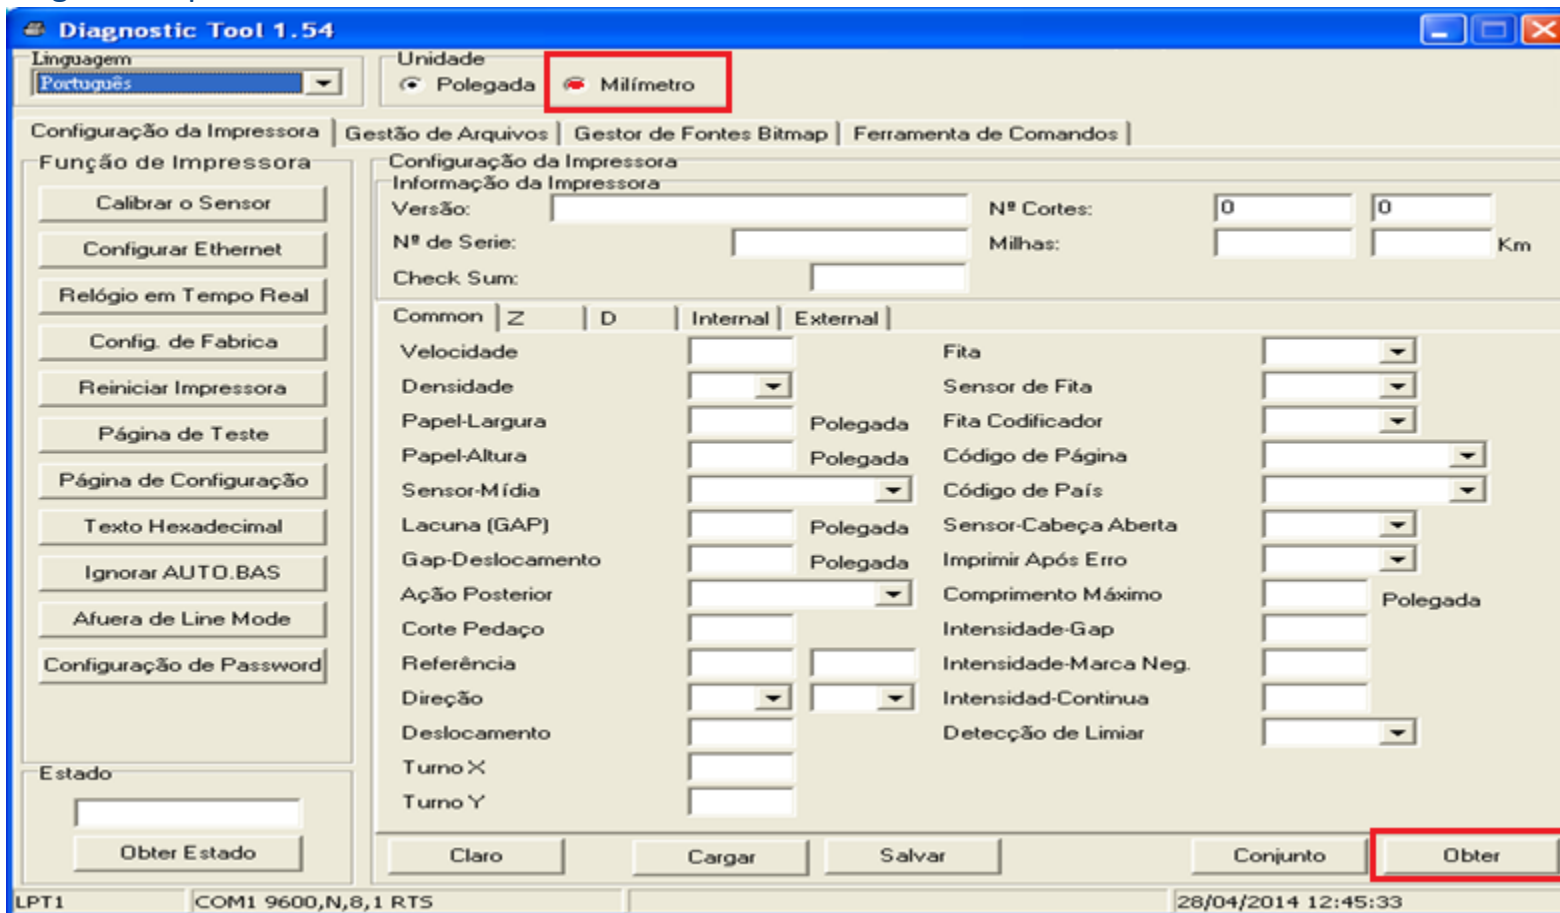 Diagnostic Tool 1.54
Linguagem
Português
Unidade
Polegada Milímetro
Configuração da Impressora Gestão de Arquivos Gestor de Fontes Bitmap Ferramenta de Comandos
Função de Impressora
Calibrar o Sensor
Configurar Ethernet
Relógio em Tempo Real
Config. de Fabrica
Reiniciar Impressora
Página de Teste
Página de Configuração
Texto Hexadecimal
Ignorar AUTO.BAS
Afuera de Line Mode
Configuração de Password
Estado
Obter Estado
Configuração da Impressora
Informação da Impressora
Versão: Nº Cortes: 0 0
Nº de Serie: Milhas: Km
Check Sum:
Common Z D Internal External
Velocidade Fita
Densidade Sensor de Fita
Papel-Largura Polegada Fita Codificador
Papel-Altura Polegada Código de Página
Sensor-Mídia Código de País
Lacuna (GAP) Polegada Sensor-Cabeça Aberta
Gap-Deslocamento Polegada Imprimir Após Erro
Ação Posterior Comprimento Máximo Polegada
Corte Pedaço Intensidade-Gap
Referência Intensidade-Marca Neg.
Direção Intensidad-Continua
Deslocamento Detecção de Limiar
Turno X
Turno Y
Claro Cargar Salvar Conjunto Obter
LPT1 COM1 9600,N,8,1 RTS 28/04/2014 12:45:33